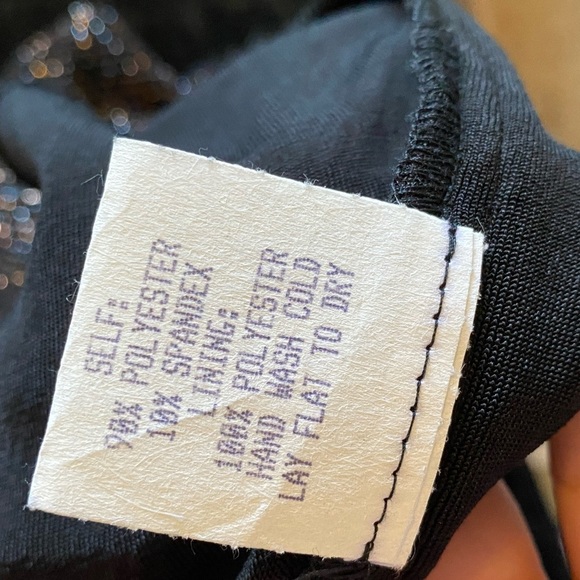 SELF:
90% POLYESTER
10% SPANDEX
LINING:
100% POLYESTER
HAND WASH COLD
LAY FLAT TO DRY